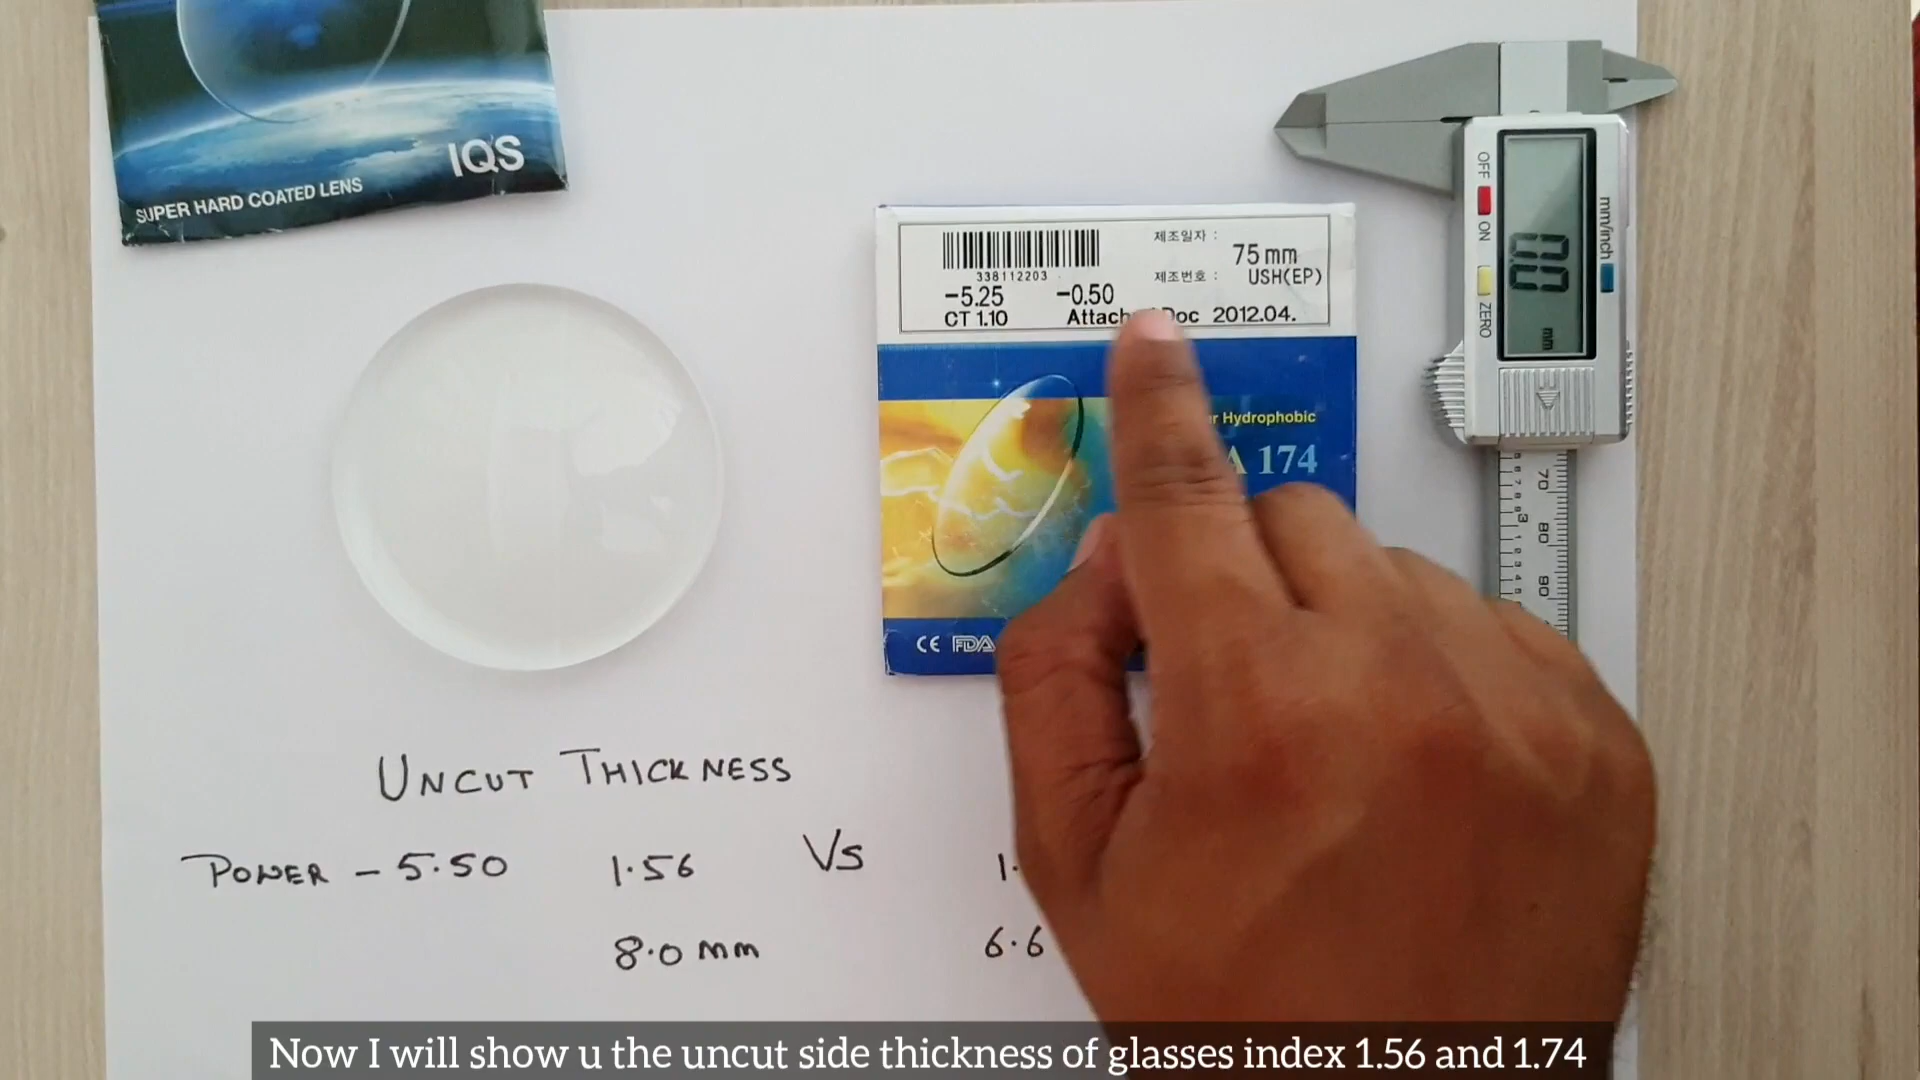 IQS
SUPER HARD COATED LENS
제조일자 :
75 mm
338112203
제조번호 :
USH(EP)
-5.25 -0.50
CT 1.10 Doc 2012.04.
Hydrophobic
174
CE FDA
OFF ON
ZERO
mm/inch
00
mm
70
80
90
UNCUT THICKNESS
POWER - 5.50 1.56 Vs
8.0 mm 6.6
Now I will show u the uncut side thickness of glasses index 1.56 and 1.74